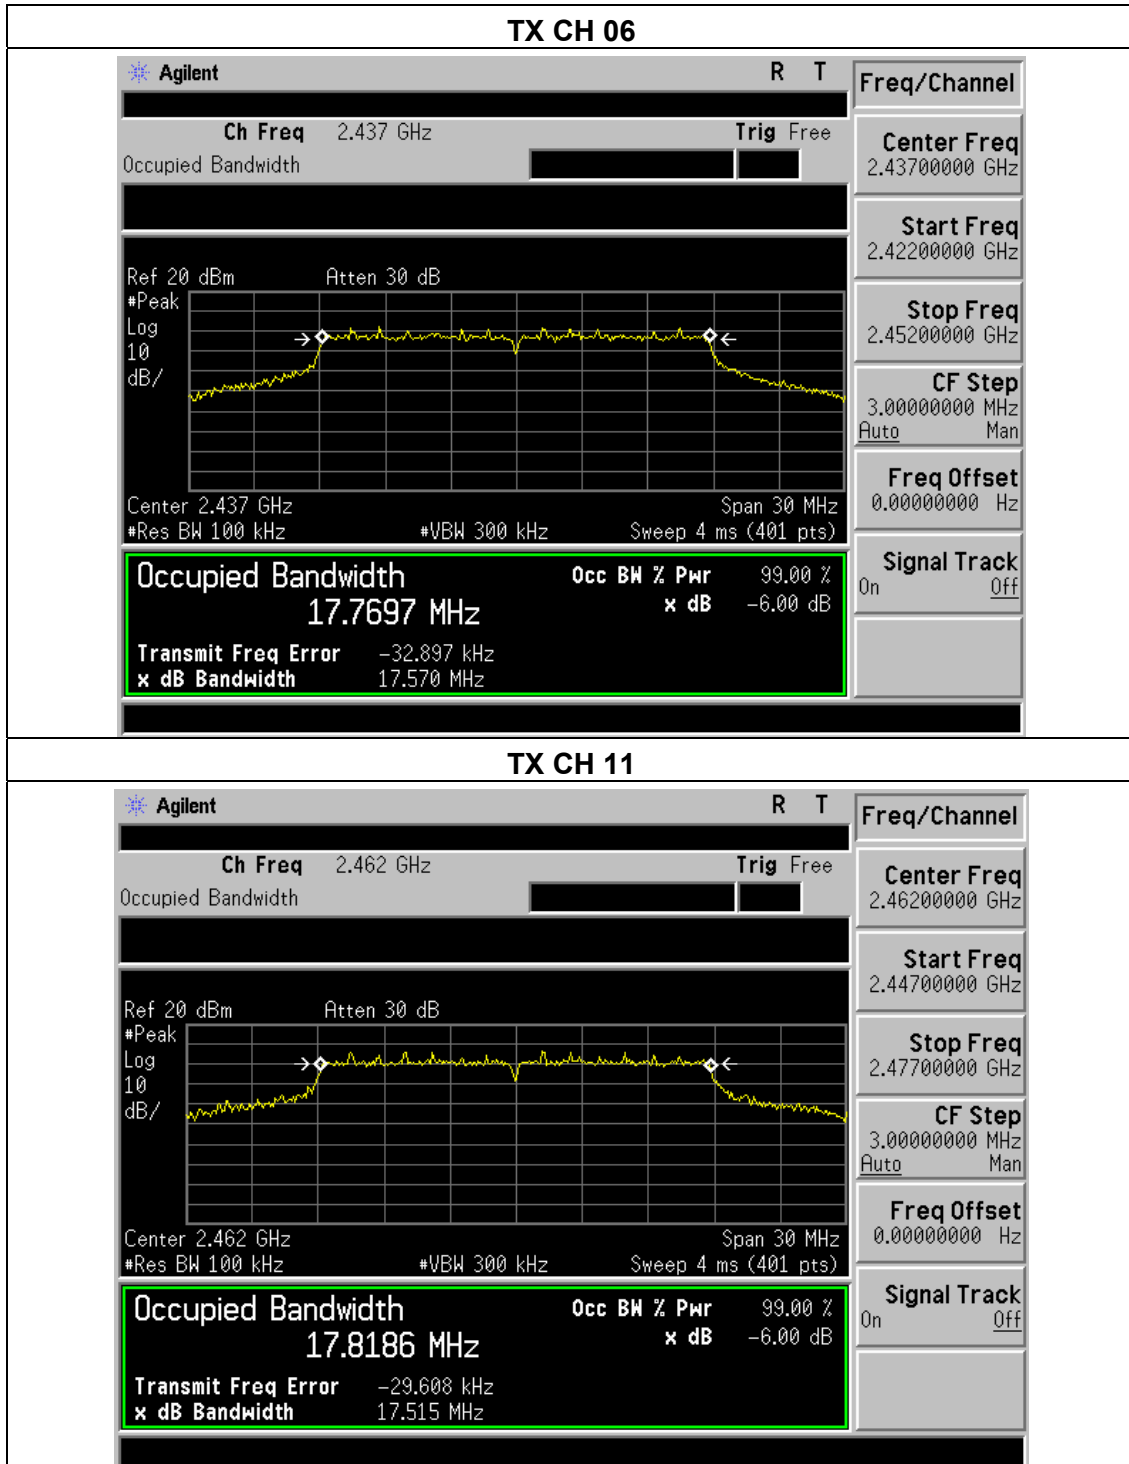 TX CH 06
Agilent R T
Freq/Channel
Ch Freq 2.437 GHz Trig Free
Occupied Bandwidth
Center Freq
2.43700000 GHz
Start Freq
2.42200000 GHz
Stop Freq
2.45200000 GHz
CF Step
3.00000000 MHz
Auto Man
Freq Offset
0.00000000 Hz
Signal Track
On Off
Ref 20 dBm Atten 30 dB
#Peak
Log
10
dB/
Center 2.437 GHz Span 30 MHz
#Res BW 100 kHz #VBW 300 kHz Sweep 4 ms (401 pts)
Occupied Bandwidth Occ BW % Pwr 99.00 %
17.7697 MHz x dB -6.00 dB
Transmit Freq Error -32.897 kHz
x dB Bandwidth 17.570 MHz
TX CH 11
Agilent R T
Freq/Channel
Ch Freq 2.462 GHz Trig Free
Occupied Bandwidth
Center Freq
2.46200000 GHz
Start Freq
2.44700000 GHz
Stop Freq
2.47700000 GHz
CF Step
3.00000000 MHz
Auto Man
Freq Offset
0.00000000 Hz
Signal Track
On Off
Ref 20 dBm Atten 30 dB
#Peak
Log
10
dB/
Center 2.462 GHz Span 30 MHz
#Res BW 100 kHz #VBW 300 kHz Sweep 4 ms (401 pts)
Occupied Bandwidth Occ BW % Pwr 99.00 %
17.8186 MHz x dB -6.00 dB
Transmit Freq Error -29.608 kHz
x dB Bandwidth 17.515 MHz